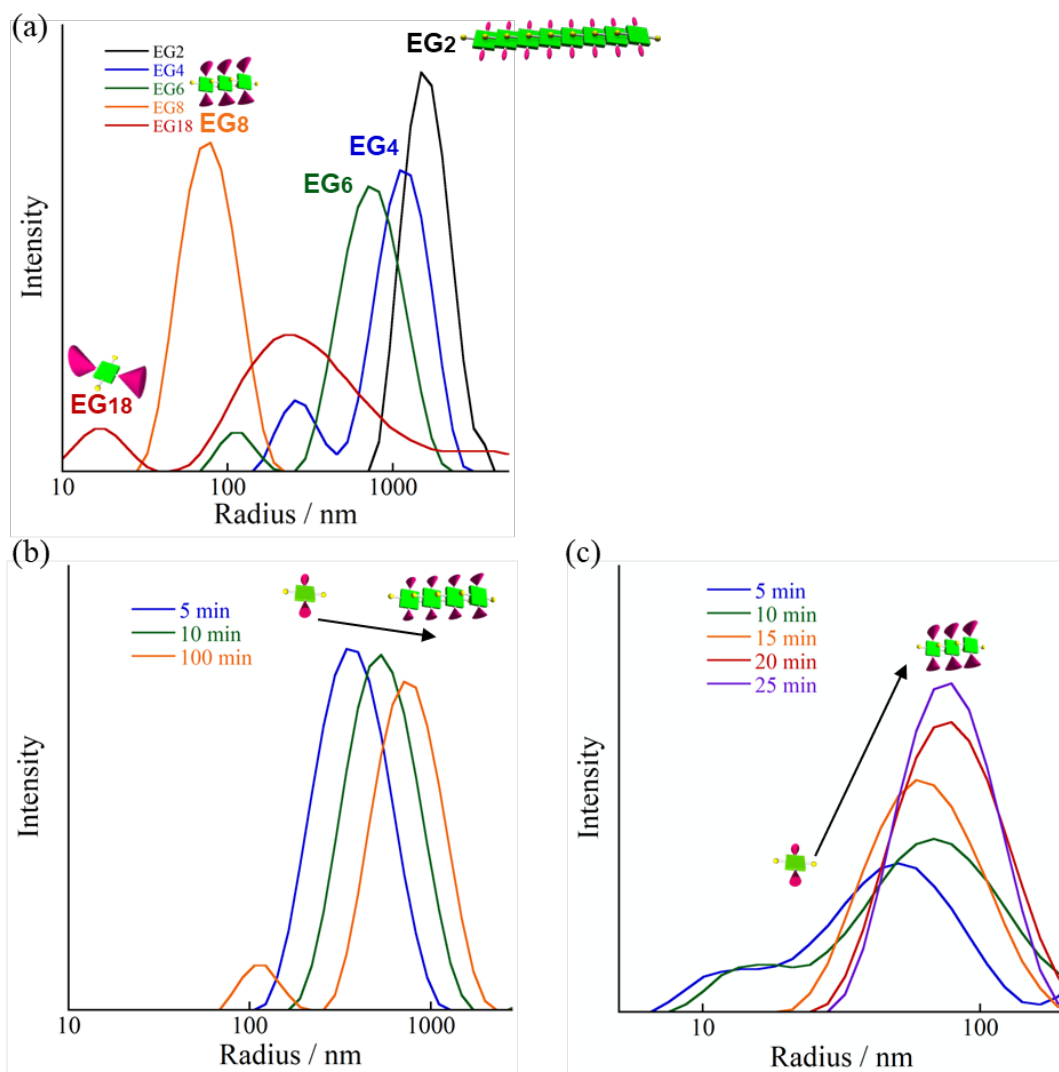 (a)
EG2
EG4
EG6
EG8
EG18
EG8
EG2
EG4
EG6
EG18
Intensity
10
100
1000
Radius / nm
(b)
5 min
10 min
100 min
Intensity
10
100
1000
Radius / nm
(c)
5 min
10 min
15 min
20 min
25 min
Intensity
10
100
Radius / nm